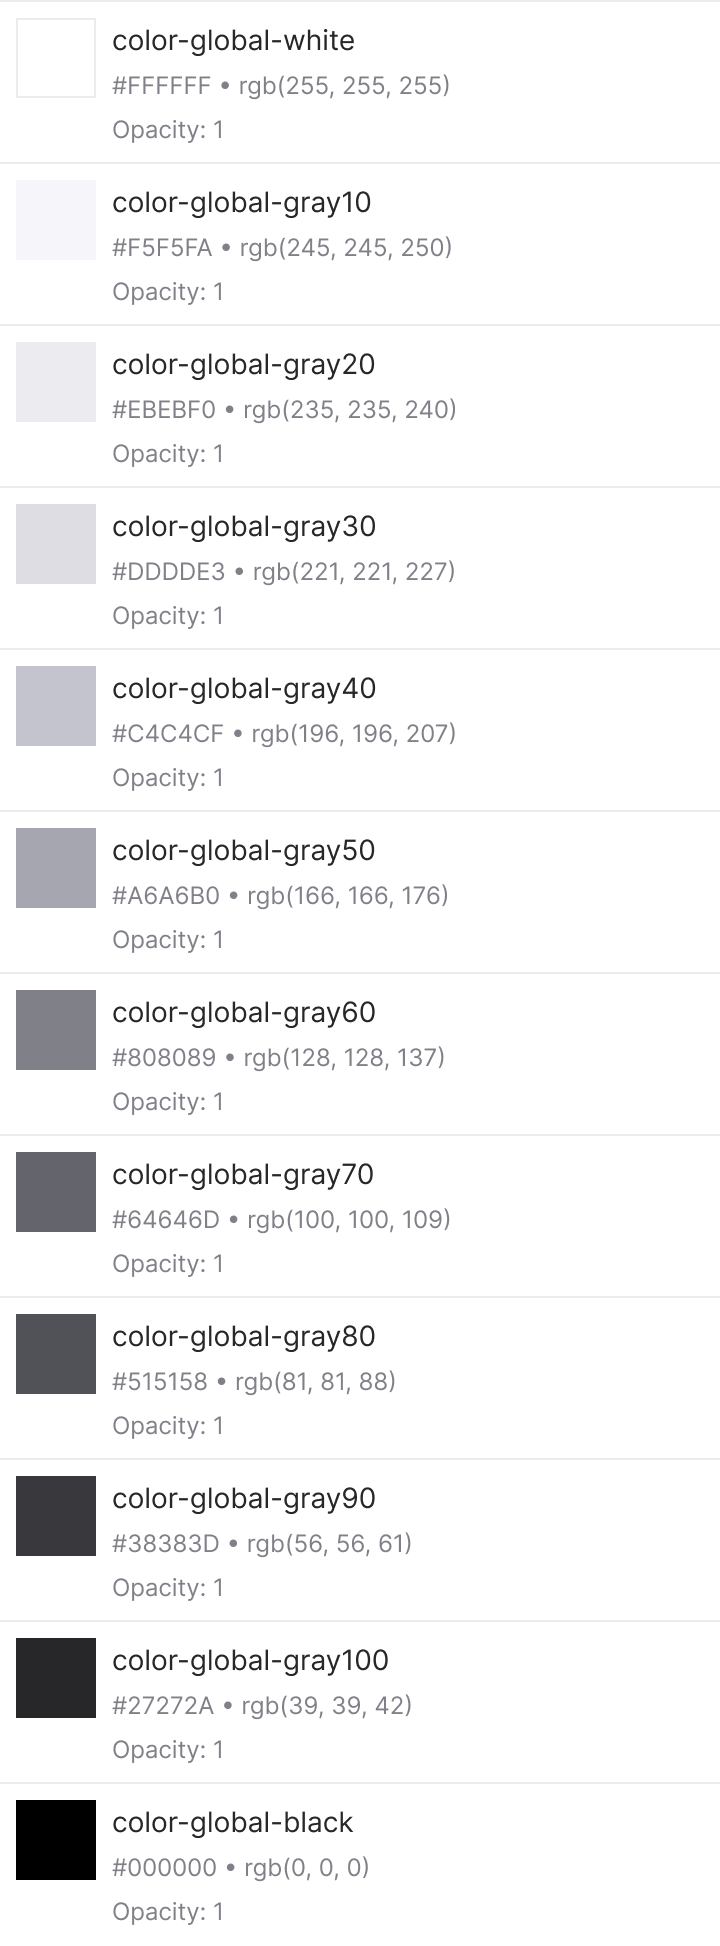 color-global-white
#FFFFFF • rgb(255, 255, 255)
Opacity: 1
color-global-gray10
#F5F5FA • rgb(245, 245, 250)
Opacity: 1
color-global-gray20
#EBEBF0 • rgb(235, 235, 240)
Opacity: 1
color-global-gray30
#DDDDE3 • rgb(221, 221, 227)
Opacity: 1
color-global-gray40
#C4C4CF • rgb(196, 196, 207)
Opacity: 1
color-global-gray50
#A6A6B0 • rgb(166, 166, 176)
Opacity: 1
color-global-gray60
#808089 • rgb(128, 128, 137)
Opacity: 1
color-global-gray70
#64646D • rgb(100, 100, 109)
Opacity: 1
color-global-gray80
#515158 • rgb(81, 81, 88)
Opacity: 1
color-global-gray90
#38383D • rgb(56, 56, 61)
Opacity: 1
color-global-gray100
#27272A • rgb(39, 39, 42)
Opacity: 1
color-global-black
#000000 • rgb(0, 0, 0)
Opacity: 1